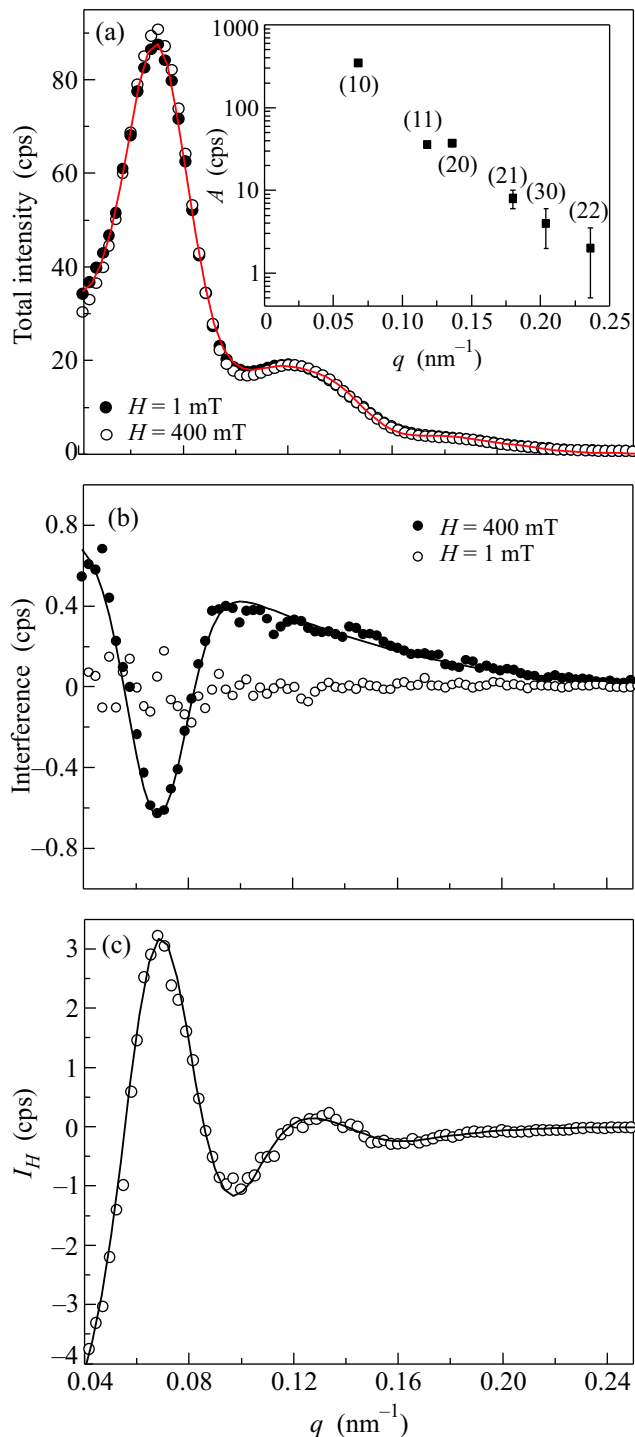 (a)
Total intensity (cps)
80
60
40
20
0
H = 1 mT
H = 400 mT
A (cps)
1000
100
10
1
(10)
(11)
(20)
(21)
(30)
(22)
0 0.05 0.10 0.15 0.20 0.25
q (nm⁻¹)
(b)
Interference (cps)
0.8
0.4
0
−0.4
−0.8
H = 400 mT
H = 1 mT
(c)
I_H (cps)
3
2
1
0
−1
−2
−3
−4
0.04 0.08 0.12 0.16 0.20 0.24
q (nm⁻¹)